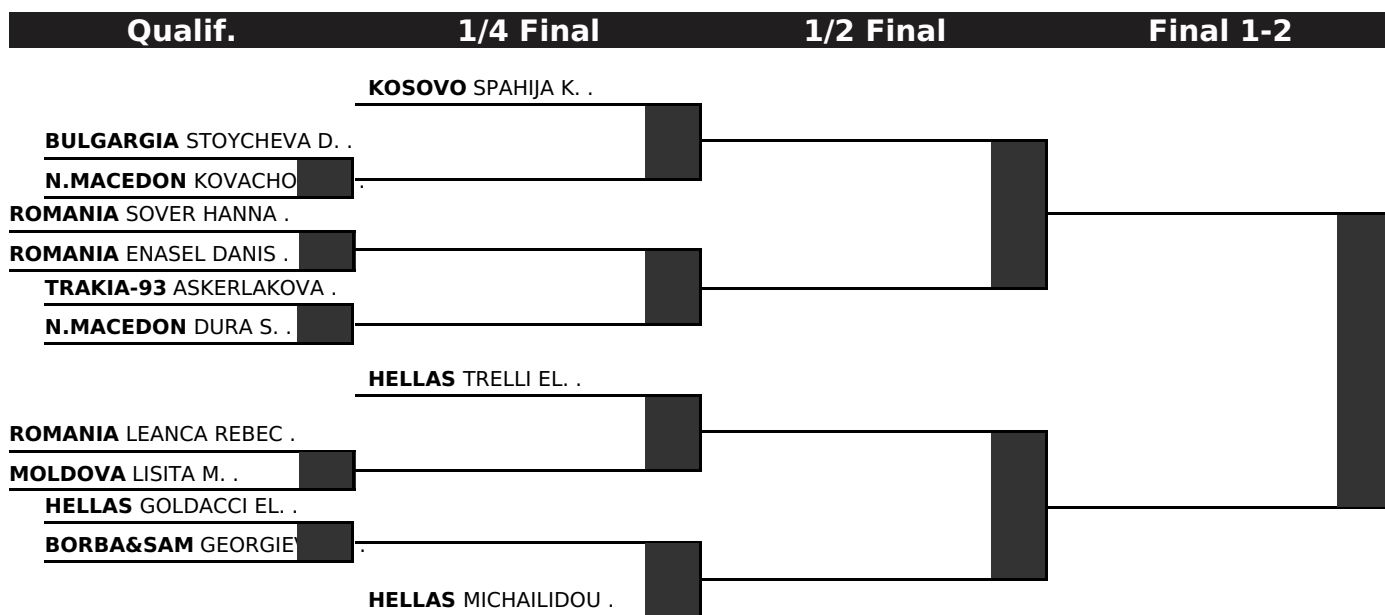 Qualif. 1/4 Final 1/2 Final Final 1-2
KOSOVO SPAHIJA K. .
BULGARGIA STOYCHEVA D. .
N.MACEDON .
ROMANIA SOVER HANNA .
ROMANIA ENASEL DANIS .
TRAKIA-93 ASKERLAKOVA .
N.MACEDON DURA S. .
HELLAS TRELLI EL. .
ROMANIA LEANCA REBEC .
MOLDOVA LISITA M. .
HELLAS GOLDACCI EL. .
BORBA&SAM .
HELLAS MICHAILIDOU .